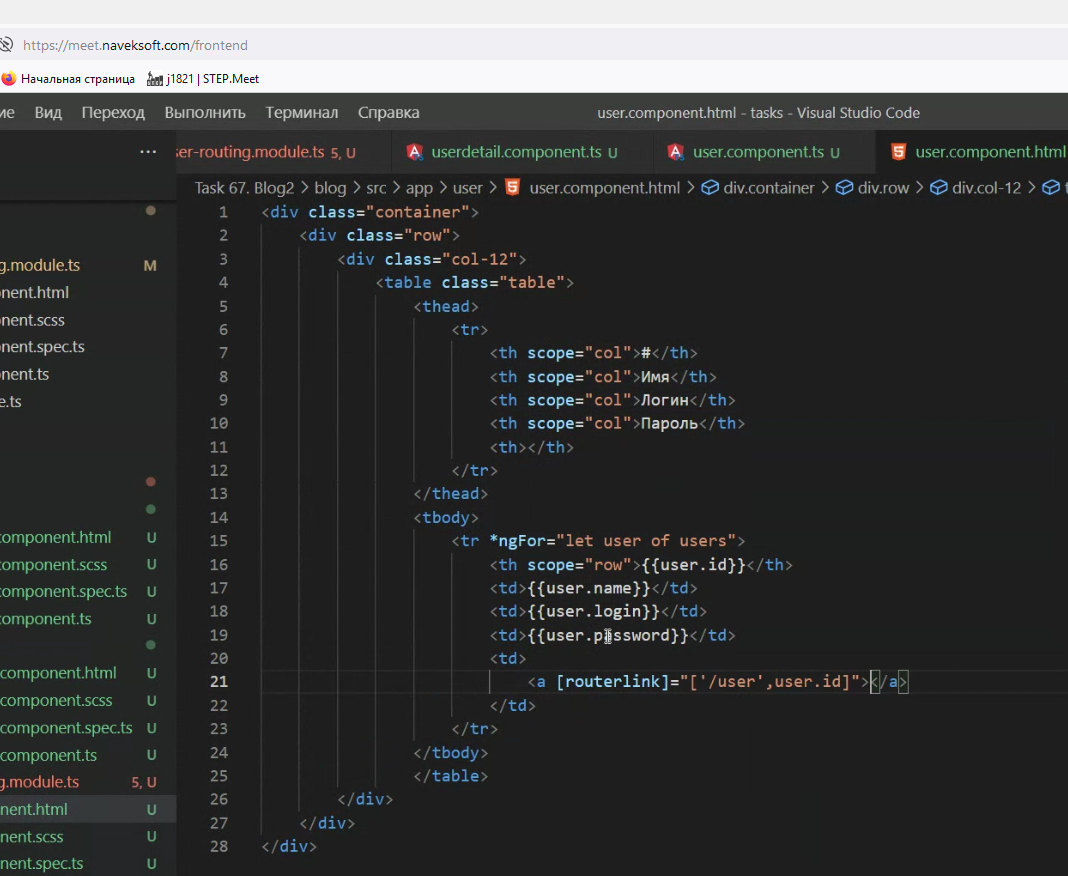 https://meet.naveksoft.com/frontend
Начальная страница j1821 | STEP.Meet
ие Вид Переход Выполнить Терминал Справка user.component.html - tasks - Visual Studio Code
··· ser-routing.module.ts 5, U userdetail.component.ts U user.component.ts U user.component.html
Task 67. Blog2 > blog > src > app > user > user.component.html > div.container > div.row > div.col-12 >
g.module.ts M
nent.html
nent.scss
nent.spec.ts
nent.ts
e.ts
component.html U
component.scss U
component.spec.ts U
component.ts U
component.html U
component.scss U
component.spec.ts U
component.ts U
g.module.ts 5, U
nent.html U
nent.scss U
nent.spec.ts U
1 <div class="container">
2 <div class="row">
3 <div class="col-12">
4 <table class="table">
5 <thead>
6 <tr>
7 <th scope="col">#</th>
8 <th scope="col">Имя</th>
9 <th scope="col">Логин</th>
10 <th scope="col">Пароль</th>
11 <th></th>
12 </tr>
13 </thead>
14 <tbody>
15 <tr *ngFor="let user of users">
16 <th scope="row">{{user.id}}</th>
17 <td>{{user.name}}</td>
18 <td>{{user.login}}</td>
19 <td>{{user.password}}</td>
20 <td>
21 <a [routerlink]="['/user',user.id]"></a>
22 </td>
23 </tr>
24 </tbody>
25 </table>
26 </div>
27 </div>
28 </div>